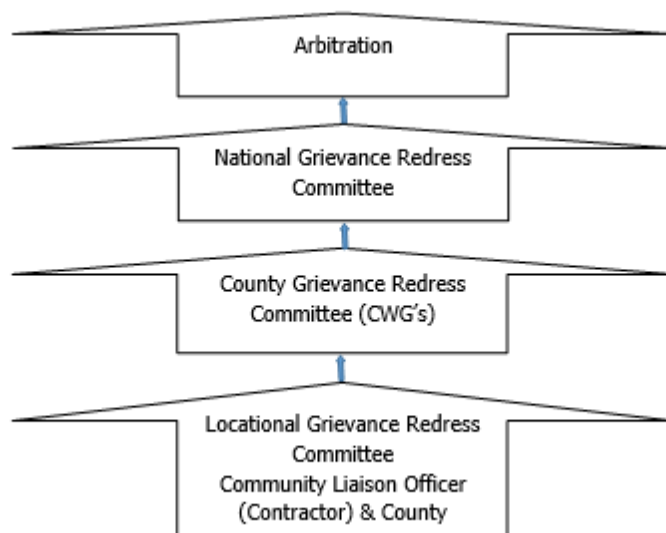 Arbitration
National Grievance Redress
Committee
County Grievance Redress
Committee (CWG's)
Locational Grievance Redress
Committee
Community Liaison Officer
(Contractor) & County